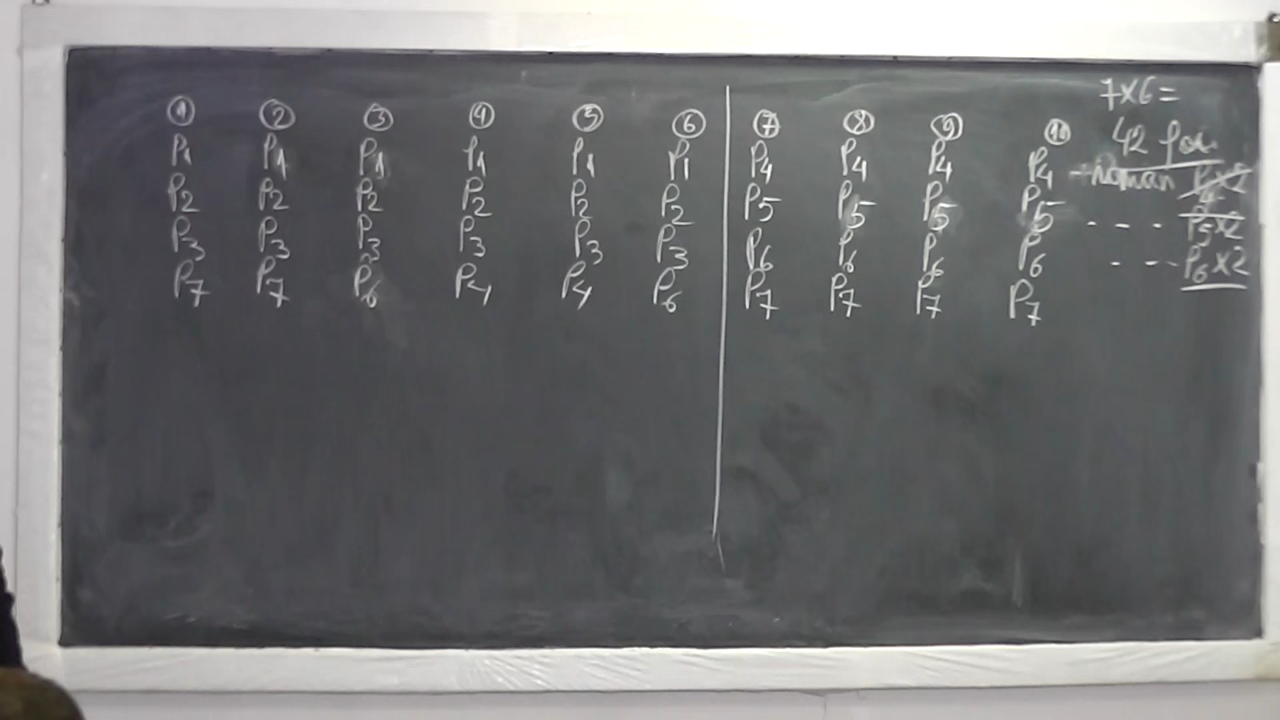 ① ② ③ ④ ⑤ ⑥ ⑦ ⑧ ⑨ ⑩
P1 P1 P1 P1 P1 P1 P4 P4 P4 P4
P2 P2 P2 P2 P2 P2 P5 P5 P5 P5
P3 P3 P3 P3 P3 P3 P6 P6 P6 P6
P7 P7 P6 P4 P4 P6 P7 P7 P7 P7
7x6=
42
P4x2
- - - - P5x2
- - - P6x2